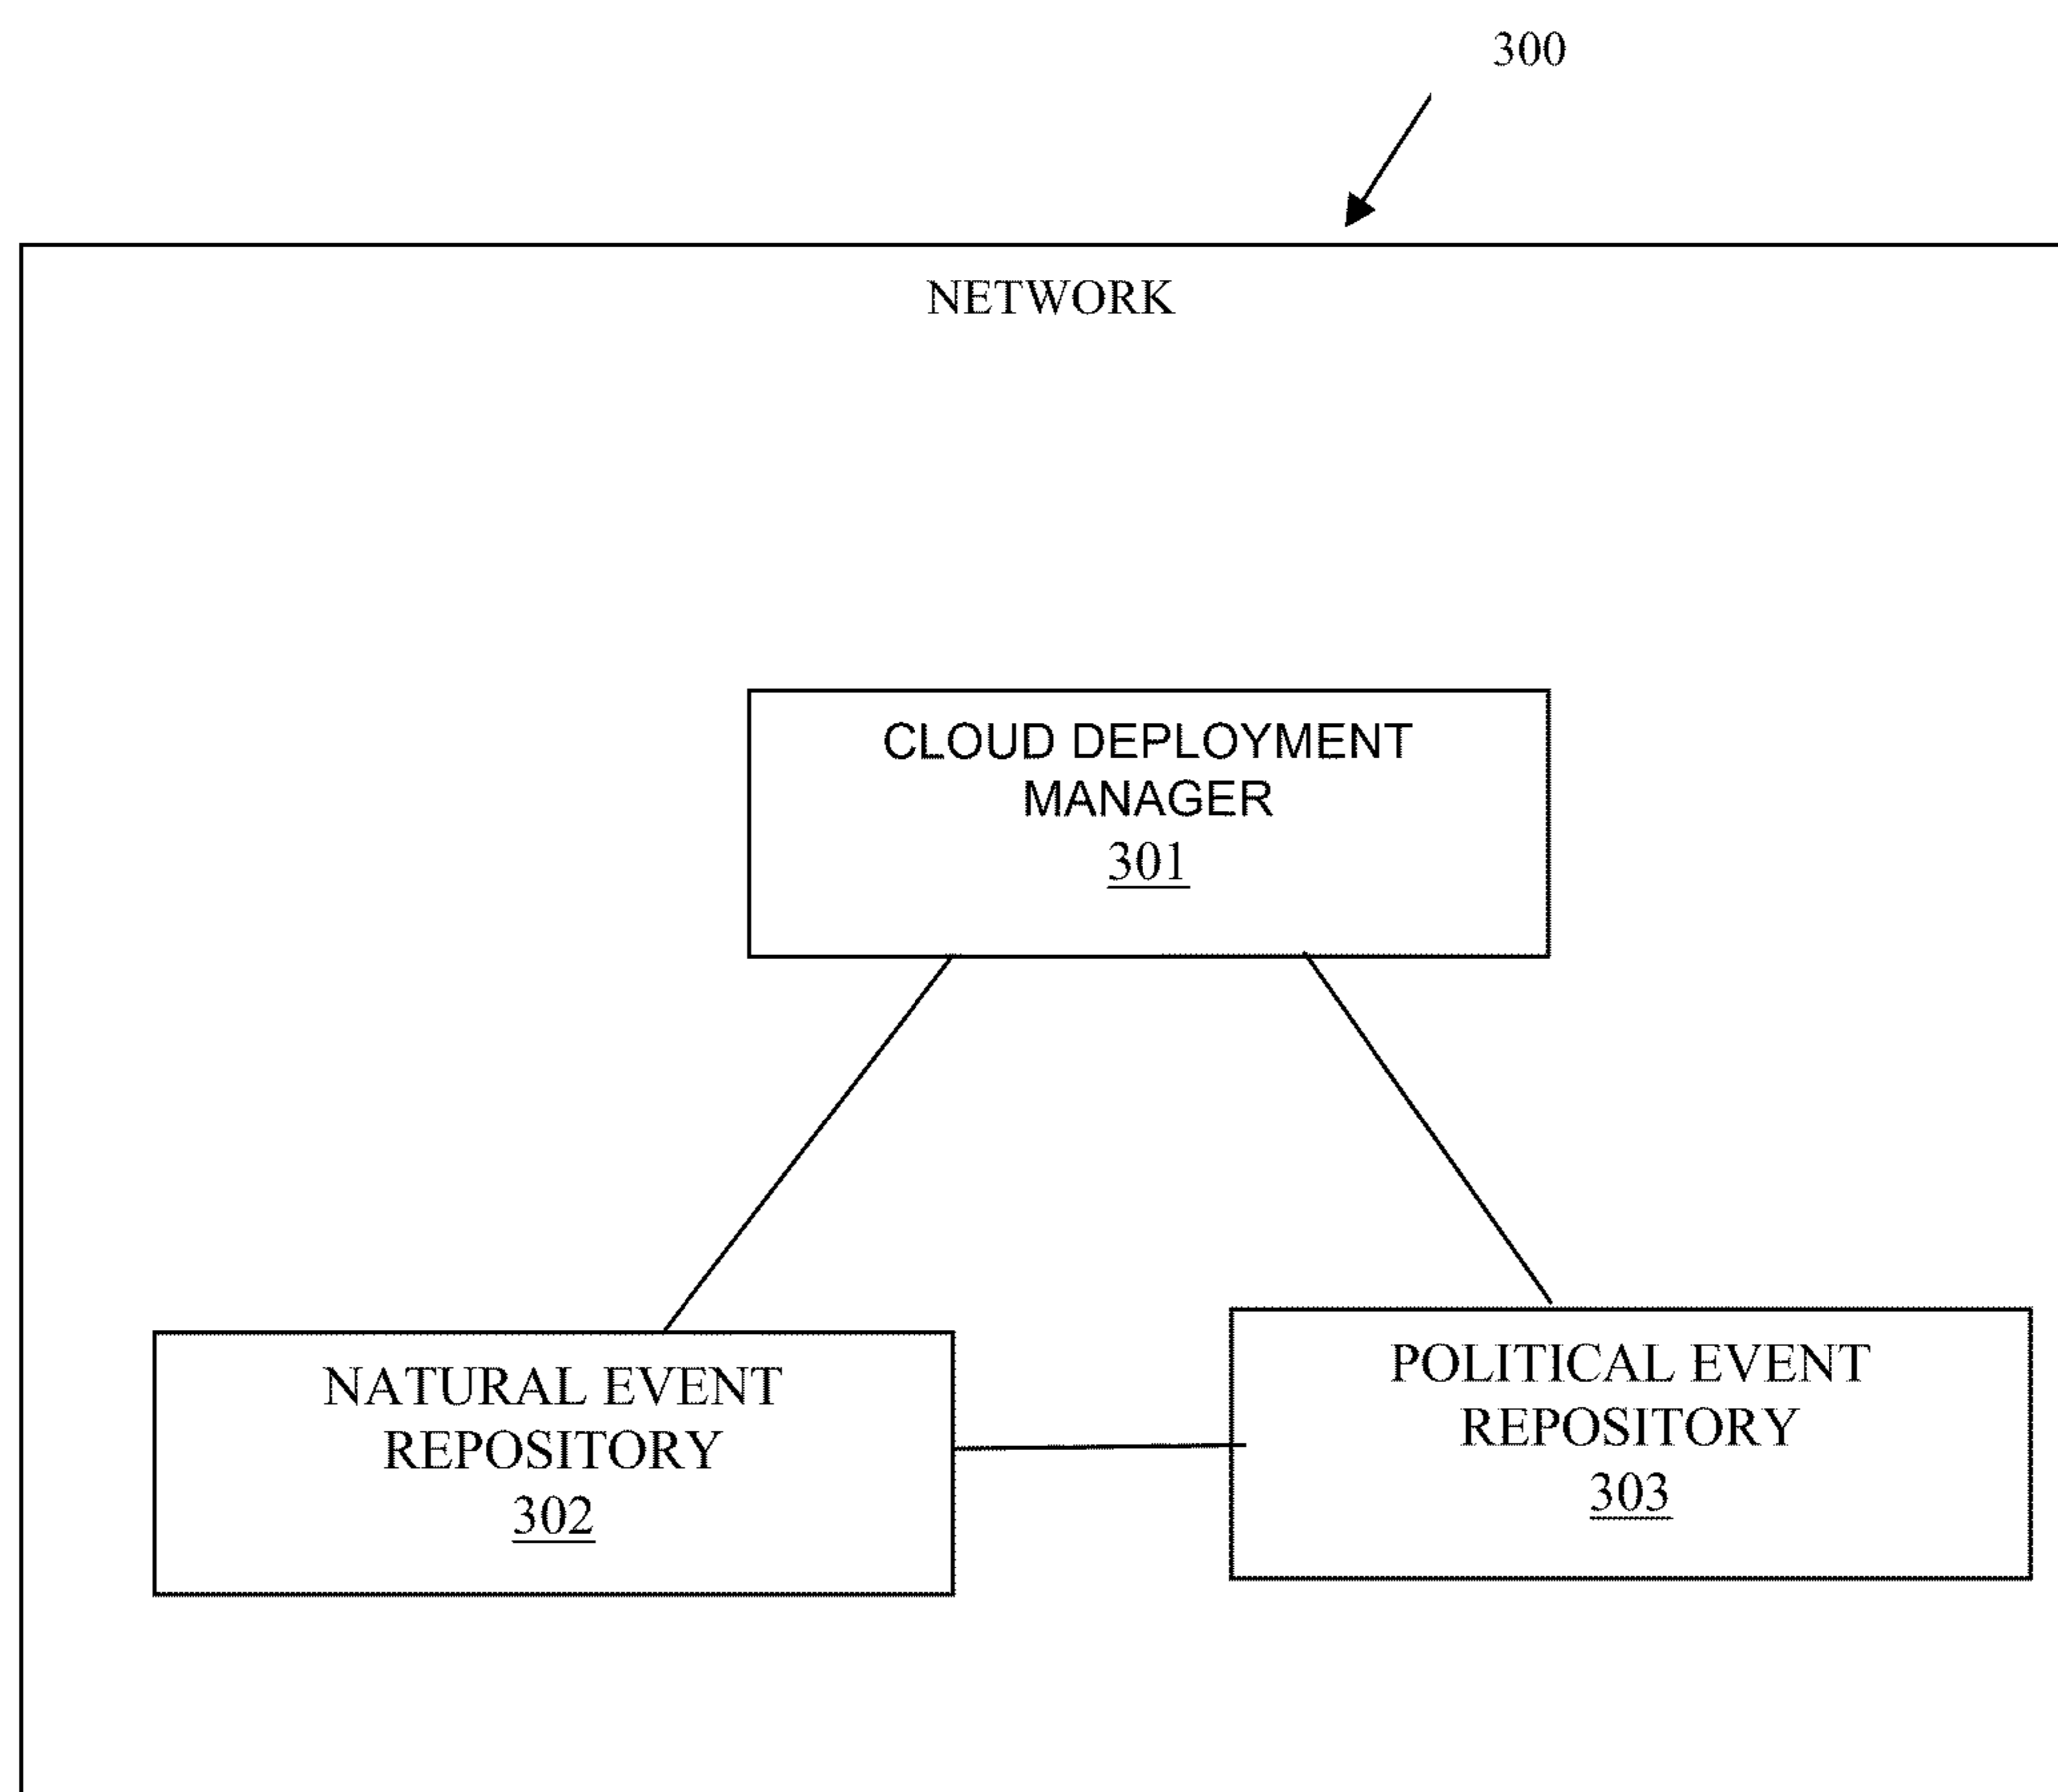 300
NETWORK
CLOUD DEPLOYMENT
MANAGER
301
NATURAL EVENT
REPOSITORY
302
POLITICAL EVENT
REPOSITORY
303